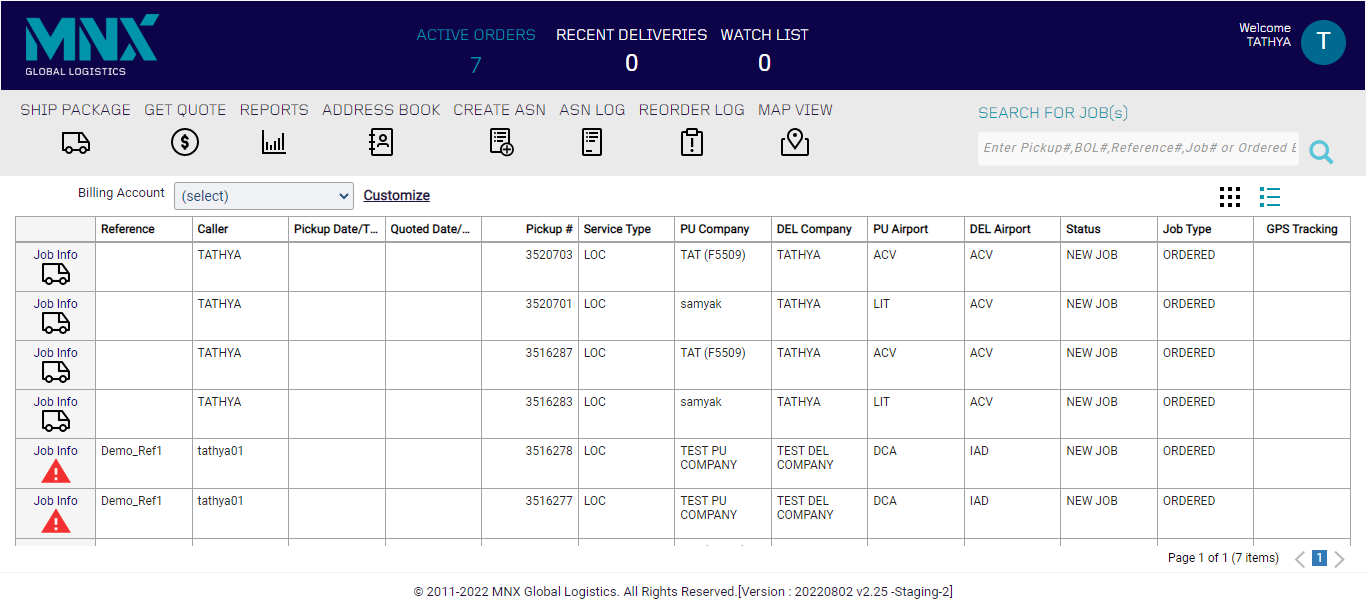 MNX
GLOBAL LOGISTICS
ACTIVE ORDERS RECENT DELIVERIES WATCH LIST
7 0 0
Welcome
TATHYA
T
SHIP PACKAGE GET QUOTE REPORTS ADDRESS BOOK CREATE ASN ASN LOG REORDER LOG MAP VIEW
SEARCH FOR JOB(s)
Enter Pickup#,BOL#,Reference#,Job# or Ordered
Billing Account (select) Customize
Reference Caller Pickup Date/T... Quoted Date/... Pickup # Service Type PU Company DEL Company PU Airport DEL Airport Status Job Type GPS Tracking
Job Info TATHYA 3520703 LOC TAT (F5509) TATHYA ACV ACV NEW JOB ORDERED
Job Info TATHYA 3520701 LOC samyak TATHYA LIT ACV NEW JOB ORDERED
Job Info TATHYA 3516287 LOC TAT (F5509) TATHYA ACV ACV NEW JOB ORDERED
Job Info TATHYA 3516283 LOC samyak TATHYA LIT ACV NEW JOB ORDERED
Job Info Demo_Ref1 tathya01 3516278 LOC TEST PU TEST DEL DCA IAD NEW JOB ORDERED
COMPANY COMPANY
Job Info Demo_Ref1 tathya01 3516277 LOC TEST PU TEST DEL DCA IAD NEW JOB ORDERED
COMPANY COMPANY
Page 1 of 1 (7 items) 1
© 2011-2022 MNX Global Logistics. All Rights Reserved.[Version : 20220802 v2.25 -Staging-2]